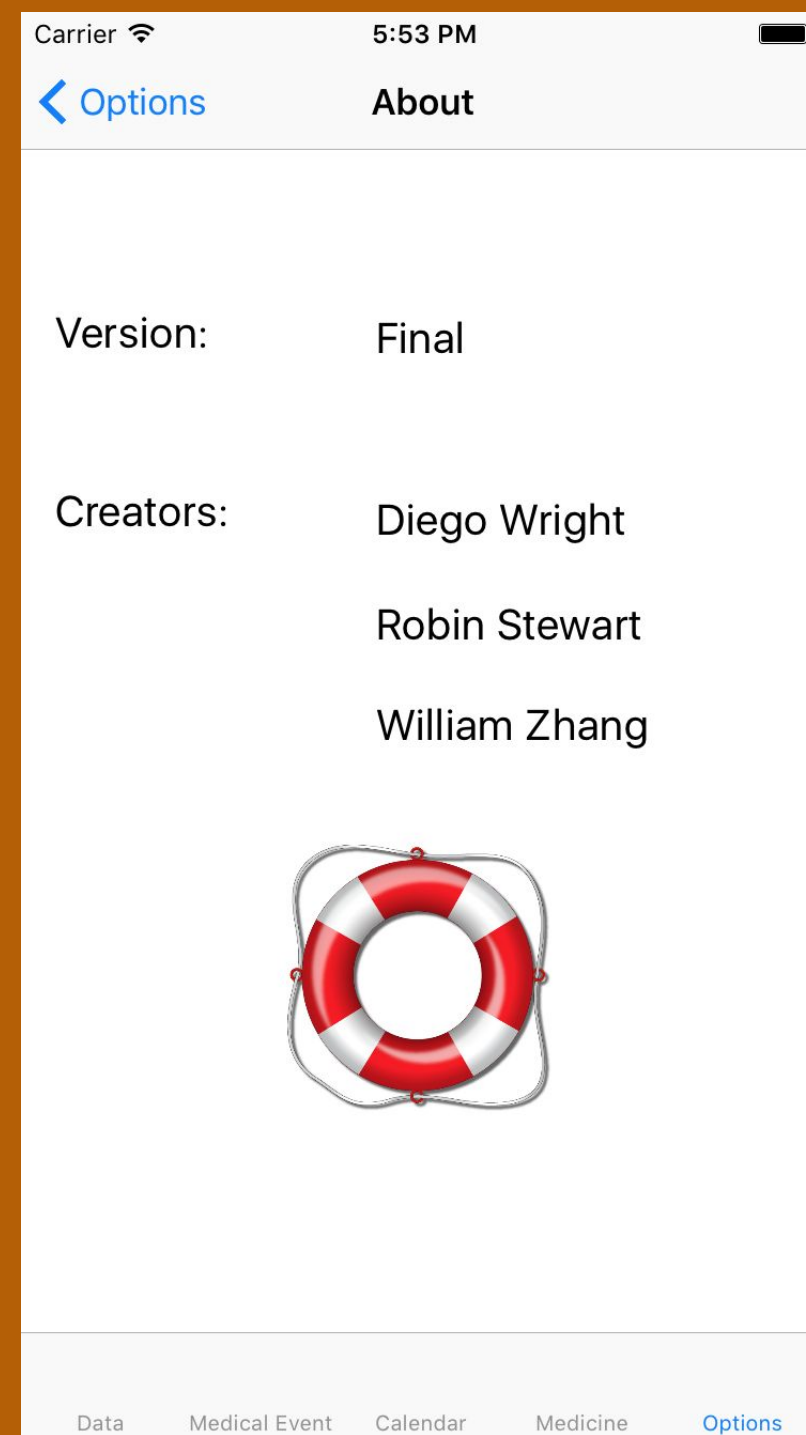 Carrier 5:53 PM
Options About
Version: Final
Creators: Diego Wright
Robin Stewart
William Zhang
Data Medical Event Calendar Medicine Options